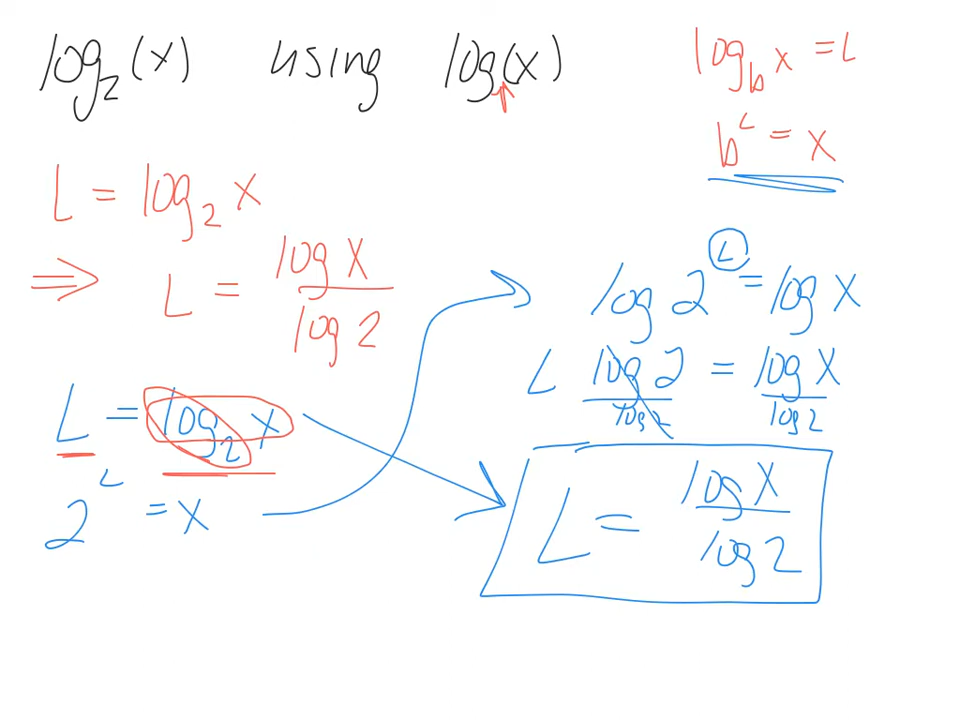 log₂(x) using log(x)
log_b x = L
b^L = x
L = log₂ x
⇒ L = log x / log 2
L = log₂ x
2^L = x
log 2^L = log x
L log 2 / log 2 = log x / log 2
L = log x / log 2